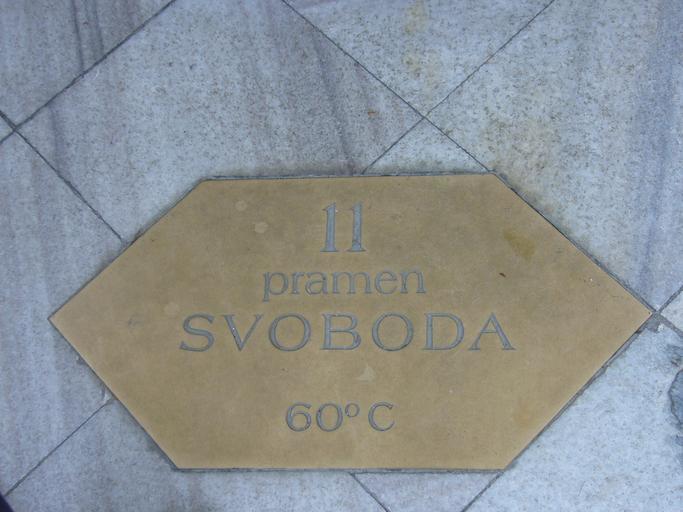 11
pramen
SVOBODA
60°C